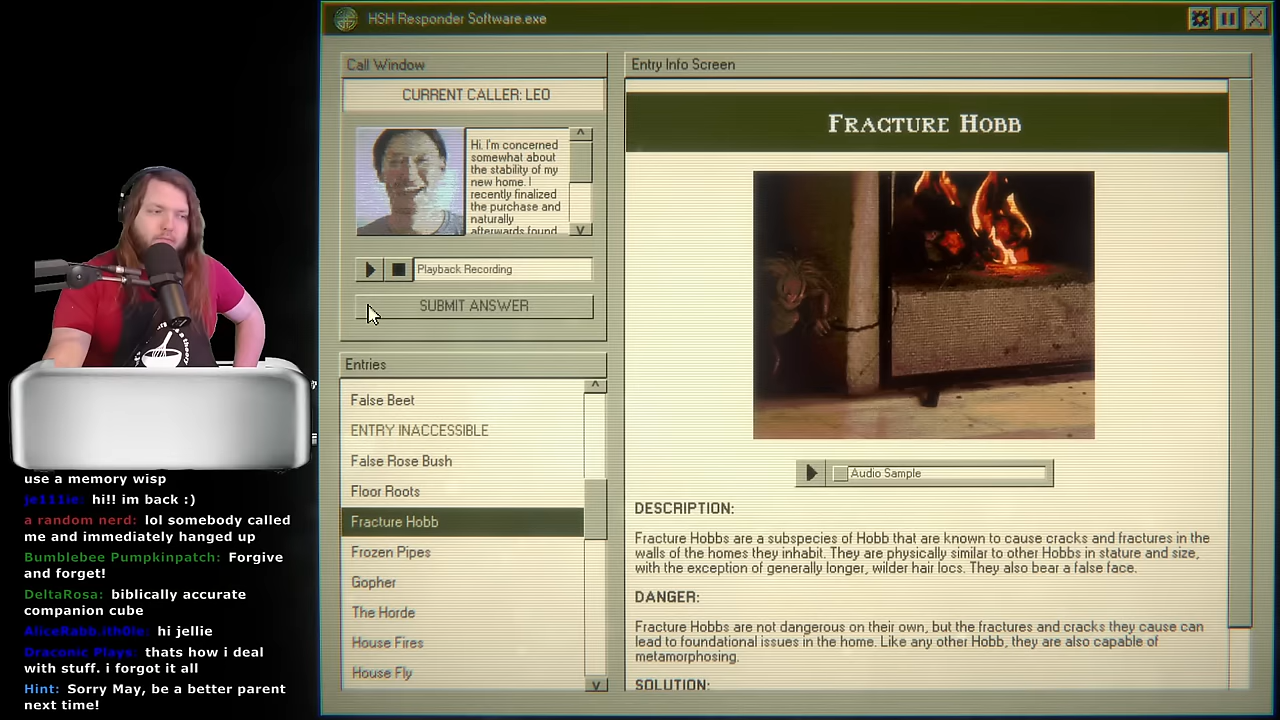 HSH Responder Software.exe
Call Window
CURRENT CALLER: LEO
Hi. I'm concerned
somewhat about
the stability of my
new home. I
recently finalized
the purchase and
naturally
afterwards found
Playback Recording
SUBMIT ANSWER
Entries
False Beet
ENTRY INACCESSIBLE
False Rose Bush
Floor Roots
Fracture Hobb
Frozen Pipes
Gopher
The Horde
House Fires
House Fly
Entry Info Screen
FRACTURE HOBB
Audio Sample
DESCRIPTION:
Fracture Hobbs are a subspecies of Hobb that are known to cause cracks and fractures in the
walls of the homes they inhabit. They are physically similar to other Hobbs in stature and size,
with the exception of generally longer, wilder hair locs. They also bear a false face.
DANGER:
Fracture Hobbs are not dangerous on their own, but the fractures and cracks they cause can
lead to foundational issues in the home. Like any other Hobb, they are also capable of
metamorphosing.
SOLUTION:
use a memory wisp
je111ie: hi!! im back :)
a random nerd: lol somebody called
me and immediately hanged up
Bumblebee Pumpkinpatch: Forgive
and forget!
DeltaRosa: biblically accurate
companion cube
hi jellie
Draconic Plays: thats how i deal
with stuff. i forgot it all
Hint: Sorry May, be a better parent
next time!